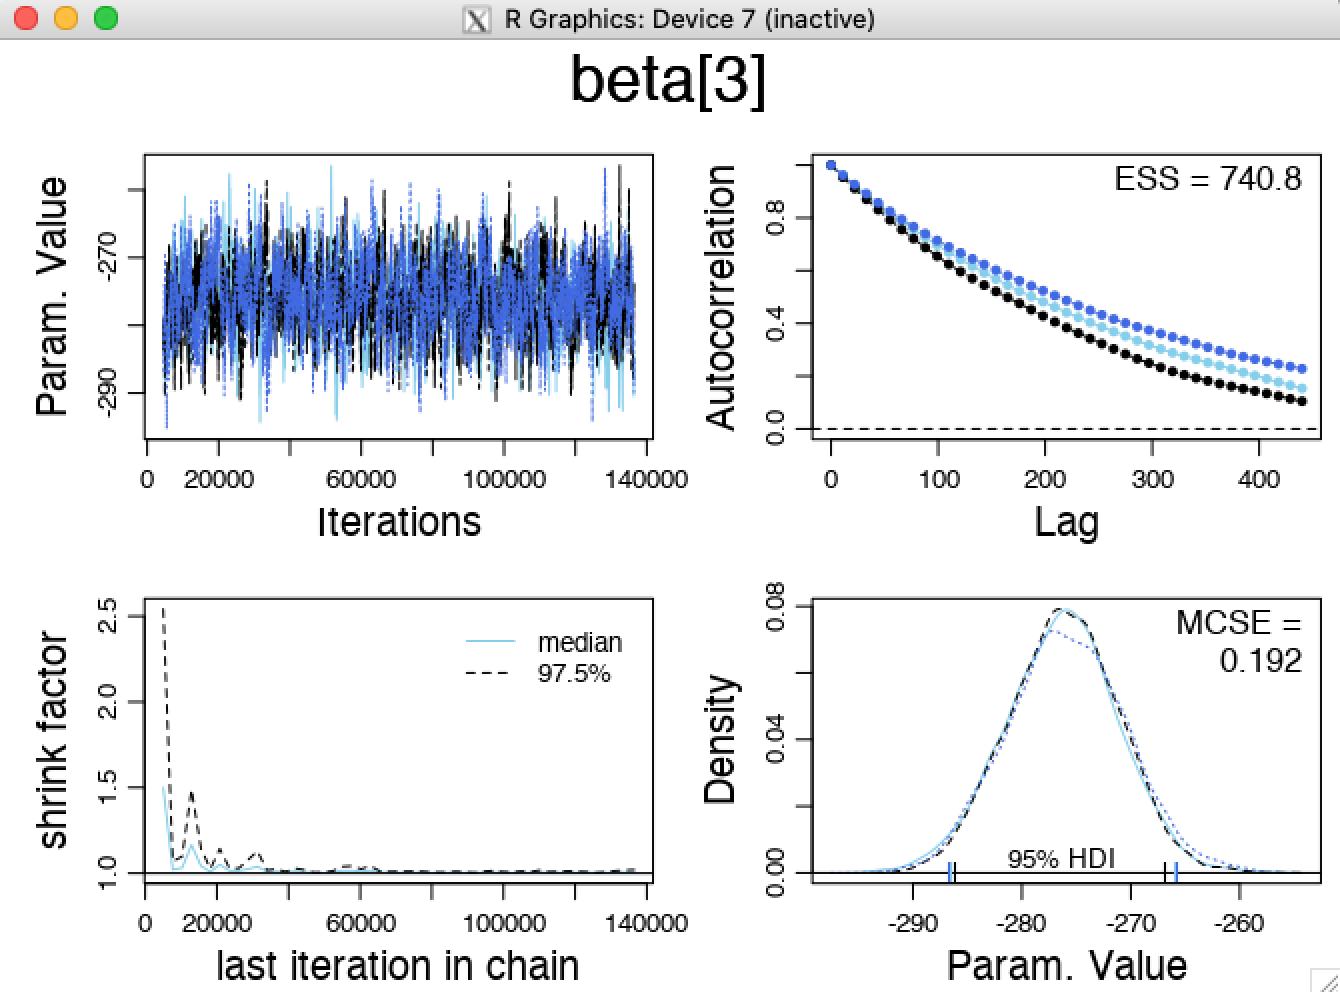 R Graphics: Device 7 (inactive)
beta[3]
Param. Value
-290
-270
0
20000
60000
100000
140000
Iterations
Autocorrelation
0.0
0.4
0.8
ESS = 740.8
0
100
200
300
400
Lag
shrink factor
1.0
1.5
2.0
2.5
median
97.5%
0
20000
60000
100000
140000
last iteration in chain
Density
0.00
0.04
0.08
MCSE =
0.192
95% HDI
-290
-280
-270
-260
Param. Value